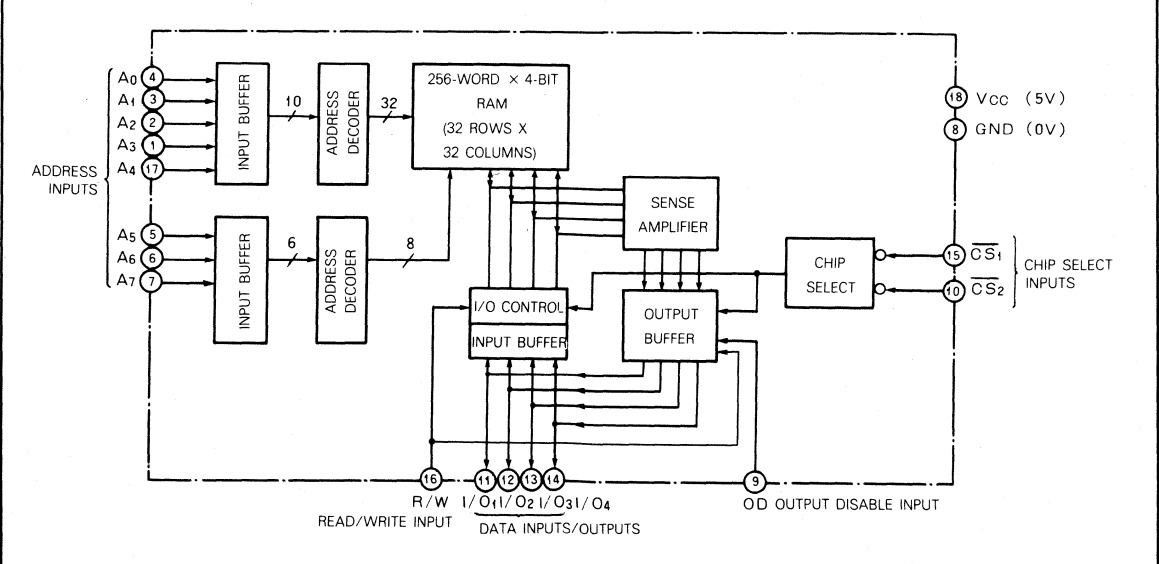 ADDRESS INPUTS
A0 4
A1 3
A2 2
A3 1
A4 17
A5 5
A6 6
A7 7
INPUT BUFFER
10
ADDRESS DECODER
32
256-WORD × 4-BIT
RAM
(32 ROWS X
32 COLUMNS)
INPUT BUFFER
6
ADDRESS DECODER
8
SENSE
AMPLIFIER
I/O CONTROL
INPUT BUFFER
OUTPUT
BUFFER
CHIP
SELECT
18 VCC (5V)
8 GND (0V)
15 C̅S̅1̅
10 C̅S̅2̅
CHIP SELECT
INPUTS
16
R/W
READ/WRITE INPUT
11 12 13 14
I/O1 I/O2 I/O3 I/O4
DATA INPUTS/OUTPUTS
9
OD OUTPUT DISABLE INPUT